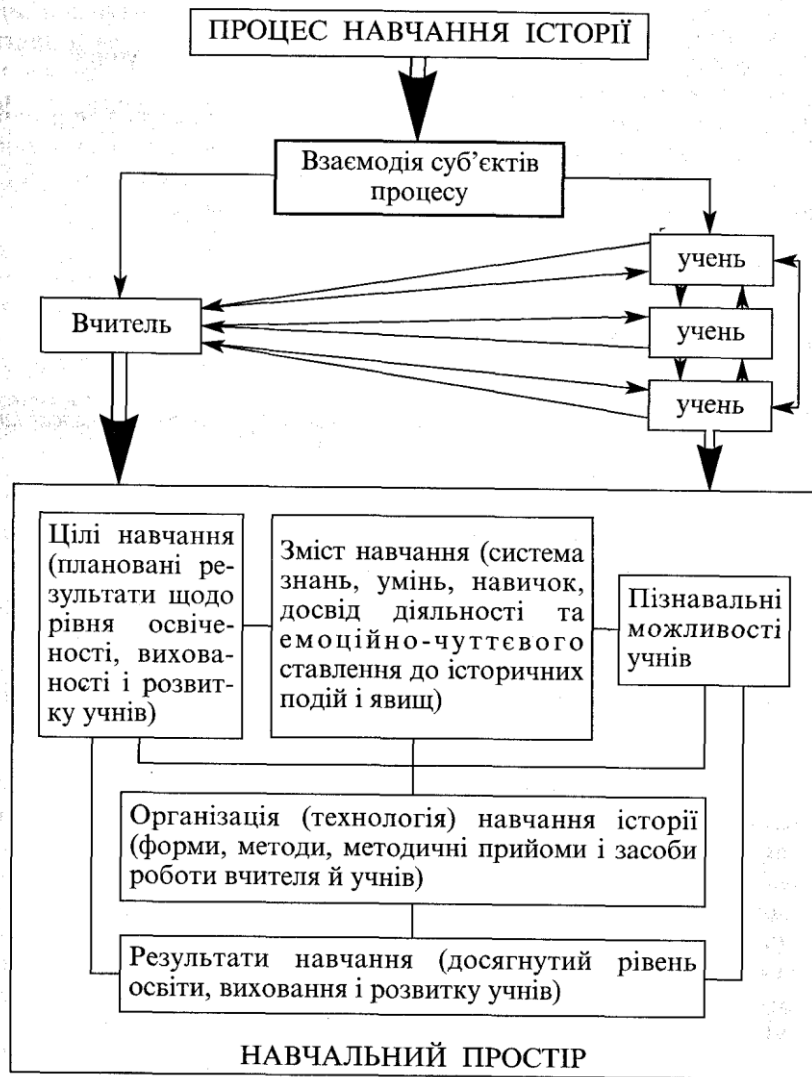 ПРОЦЕС НАВЧАННЯ ІСТОРІЇ
Взаємодія суб’єктів
процесу
учень
Вчитель
учень
учень
Цілі навчання
(плановані ре-
зультати щодо
рівня освіче-
ності, вихова-
ності і розвит-
ку учнів)
Зміст навчання (система
знань, умінь, навичок,
досвід діяльності та
емоційно-чуттєвого
ставлення до історичних
подій і явищ)
Пізнавальні
можливості
учнів
Організація (технологія) навчання історії
(форми, методи, методичні прийоми і засоби
роботи вчителя й учнів)
Результати навчання (досягнутий рівень
освіти, виховання і розвитку учнів)
НАВЧАЛЬНИЙ ПРОСТІР